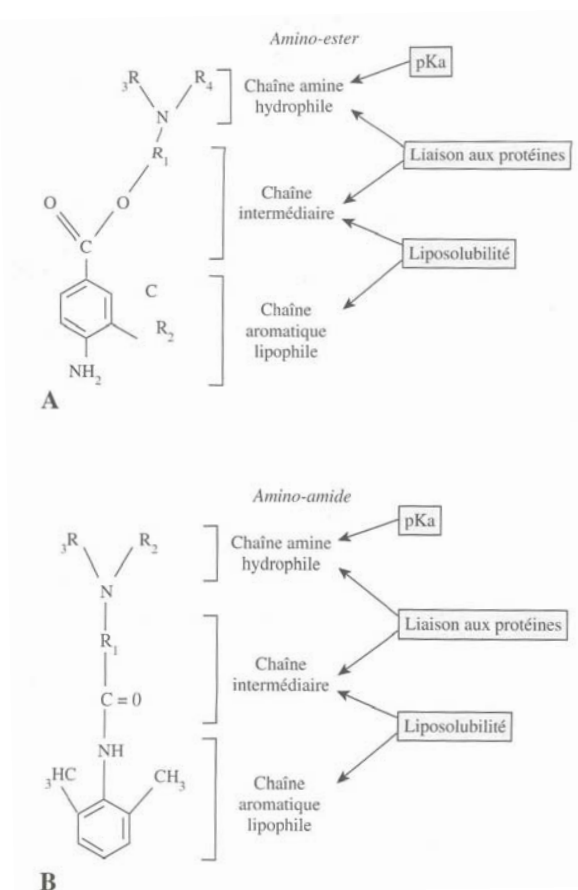 Amino-ester
pKa
3R R4
Chaîne amine
hydrophile
N
R1
Liaison aux protéines
Chaîne
intermédiaire
O O
Liposolubilité
C
C
R2
Chaîne
aromatique
lipophile
NH2
A
Amino-amide
pKa
3R R2
Chaîne amine
hydrophile
N
Liaison aux protéines
R1
Chaîne
intermédiaire
C=0
Liposolubilité
NH
3HC CH3
Chaîne
aromatique
lipophile
B